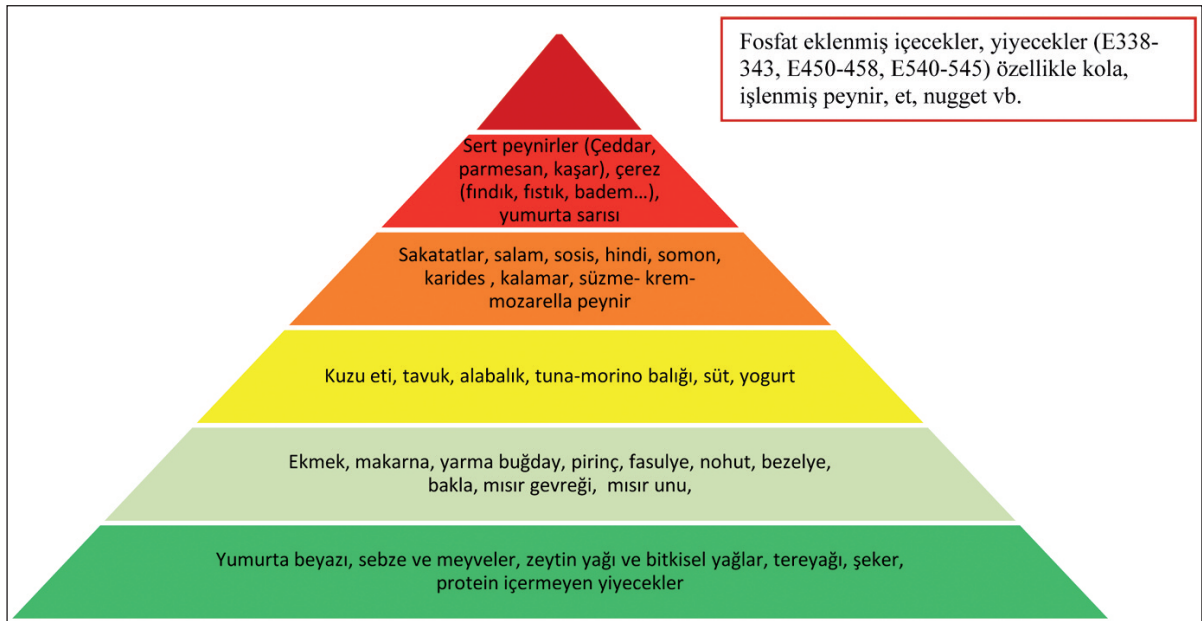 Fosfat eklenmiş içecekler, yiyecekler (E338-
343, E450-458, E540-545) özellikle kola,
işlenmiş peynir, et, nugget vb.
Sert peynirler (Çeddar,
parmesan, kaşar), çerez
(fındık, fıstık, badem...),
yumurta sarısı
Sakatatlar, salam, sosis, hindi, somon,
karides , kalamar, süzme- krem-
mozarella peynir
Kuzu eti, tavuk, alabalık, tuna-morino balığı, süt, yogurt
Ekmek, makarna, yarma buğday, pirinç, fasulye, nohut, bezelye,
bakla, mısır gevreği,  mısır unu,
Yumurta beyazı, sebze ve meyveler, zeytin yağı ve bitkisel yağlar, tereyağı, şeker,
protein içermeyen yiyecekler